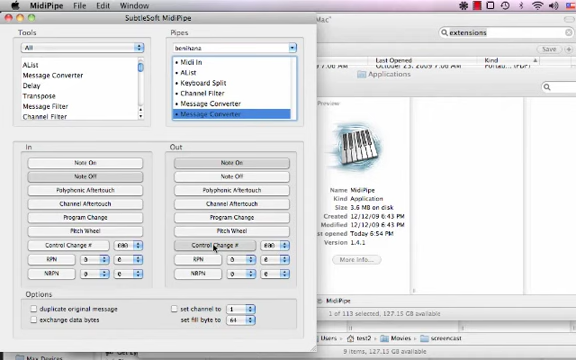 MidiPipe File Edit Window
SubtleSoft MidiPipe
Tools
Pipes
All
benihana
AList
Message Converter
Delay
Transpose
Message Filter
Channel Filter
Midi In
AList
Keyboard Split
Channel Filter
Message Converter
Message Converter
In
Out
Note On
Note Off
Polyphonic Aftertouch
Channel Aftertouch
Program Change
Pitch Wheel
Control Change #
RPN
NRPN
Note On
Note Off
Polyphonic Aftertouch
Channel Aftertouch
Program Change
Pitch Wheel
Control Change #
RPN
NRPN
Options
duplicate original message
exchange data bytes
set channel to 1
set fill byte to 64
extensions
Save
Last Opened
Applications
Name MidiPipe
Kind Application
Size 3.6 MB on disk
Created 12/12/09 6:43 PM
Modified 12/12/09 6:43 PM
Last opened Today 6:54 PM
Version 1.4.1
More info...
MidiPipe
1 of 113 selected, 127.15 GB available
test2 Movies screencast
9 items, 127.13 GB available